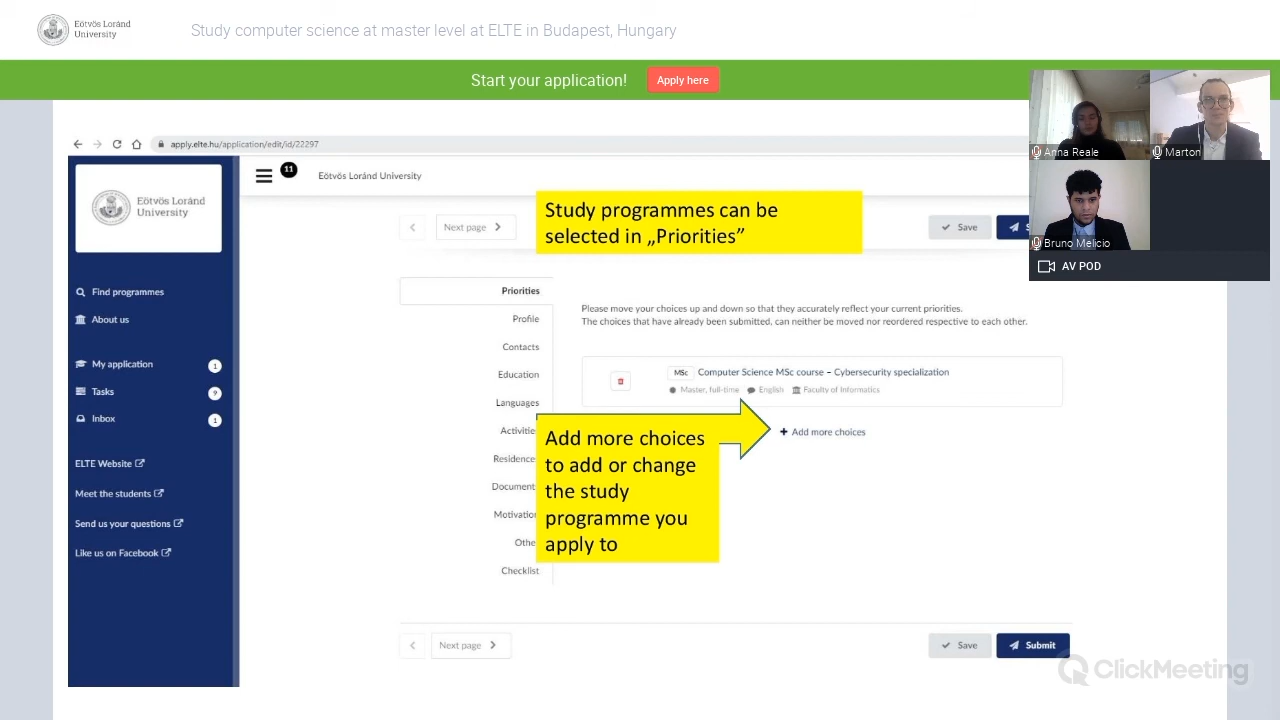 Eötvös Loránd
University
Study computer science at master level at ELTE in Budapest, Hungary
Start your application!
Apply here
Anna Reale
Marton
Bruno Melicio
AV POD
apply.elte.hu/application/edit/id/22297
Eötvös Loránd
University
11
Eötvös Loránd University
Study programmes can be
selected in „Priorities”
Next page
Save
S
Find programmes
About us
My application 1
Tasks 9
Inbox 1
ELTE Website
Meet the students
Send us your questions
Like us on Facebook
Priorities
Profile
Contacts
Education
Languages
Activitie
Residence
Document
Motivation
Othe
Checklist
Please move your choices up and down so that they accurately reflect your current priorities.
The choices that have already been submitted, can neither be moved nor reordered respective to each other.
MSc Computer Science MSc course – Cybersecurity specialization
Master, full-time English Faculty of Informatics
Add more choices
Add more choices
to add or change
the study
programme you
apply to
Next page
Save
Submit
ClickMeeting